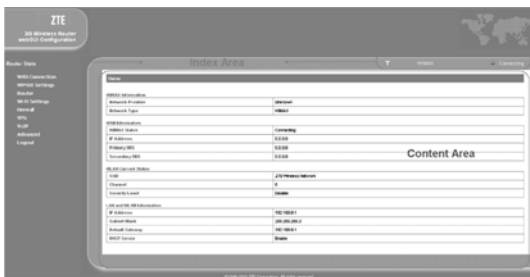 ZTE
3G Wireless Router
webGUI Configuration
Index Area
WiMAX
Connecting
Router Stats
Home
WAN Connection
WiMAX Settings
Router
Wi-Fi Settings
Firewall
VPN
VoIP
Advanced
Logout
WiMAX Information
Network Provider
Unknown
Network Type
WiMAX
WAN Information
WiMAX Status
Connecting
IP Address
0.0.0.0
Primary DNS
0.0.0.0
Secondary DNS
0.0.0.0
Content Area
WLAN Current Status
SSID
ZTE Wireless Network
Channel
6
Security Level
Disable
LAN and WLAN Information
IP Address
192.168.0.1
Subnet Mask
255.255.255.0
Default Gateway
192.168.0.1
DHCP Server
Enable